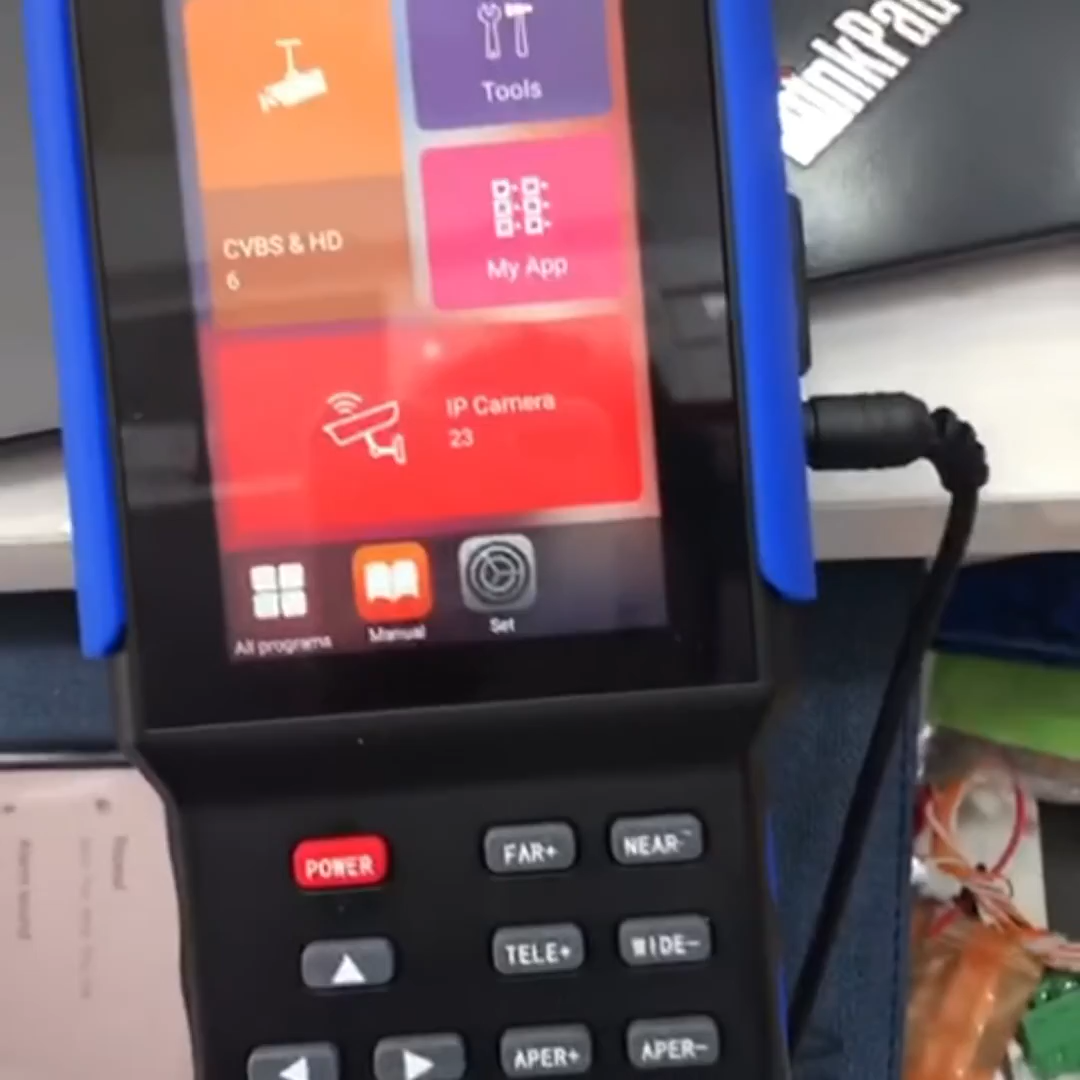 ThinkPad
Tools
CVBS & HD
6
My App
IP Camera
23
All programs
Manual
Set
POWER
FAR+
NEAR-
TELE+
WIDE-
APER+
APER-